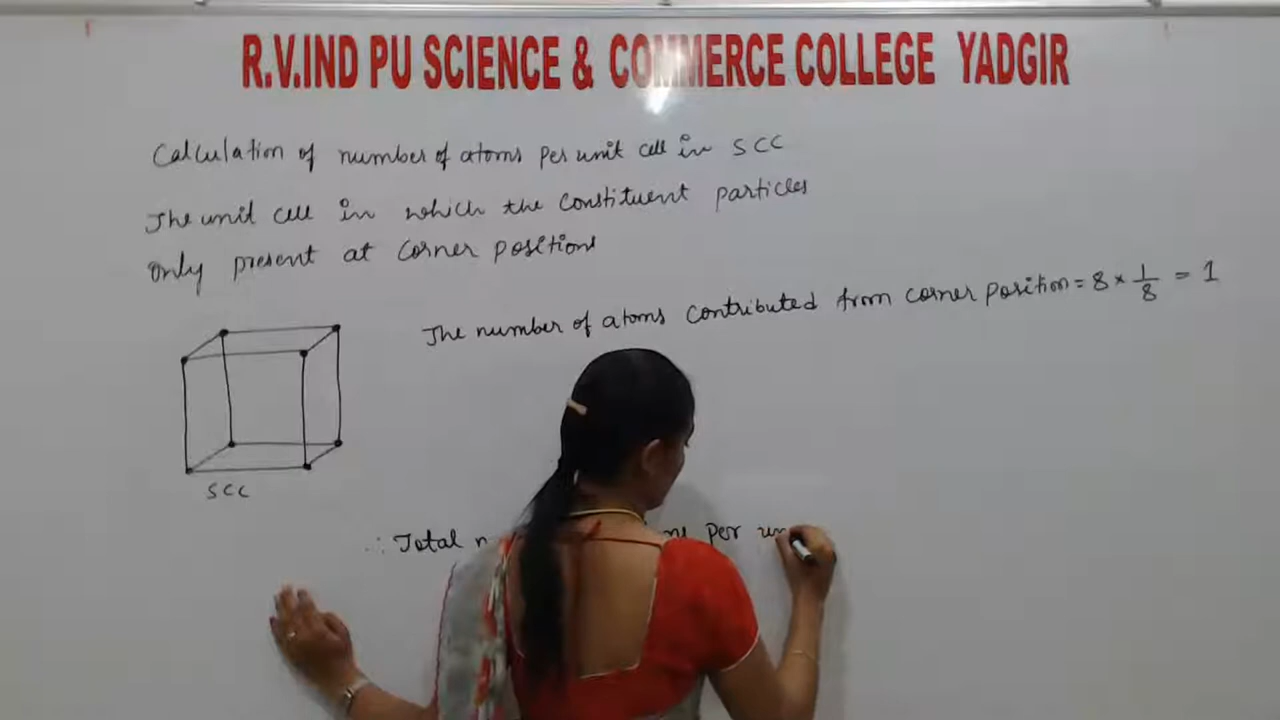 R.V.IND PU SCIENCE & COMMERCE COLLEGE YADGIR
Calculation of number of atoms Per unit cell in SCC
The unit cell in which the constituent particles
only present at corner positions
The number of atoms contributed from corner position = 8 × 1/8 = 1
SCC
∴ Total per